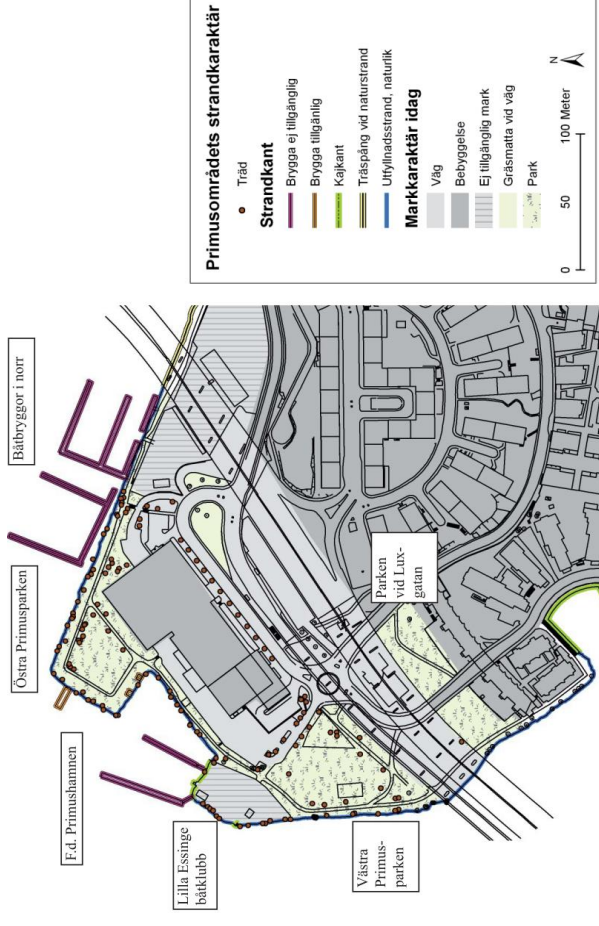 Primusområdets strandkaraktär
Träd
Strandkant
Brygga ej tillgänglig
Brygga tillgänlig
Kajkant
Träspång vid naturstrand
Utfyllnadsstrand, naturlik
Markkaraktär idag
Väg
Bebyggelse
Ej tillgänglig mark
Gräsmatta vid väg
Park
0 50 100 Meter
N
Båtbryggor i norr
Östra Primusparken
F.d. Primushamnen
Lilla Essinge
båtklubb
Västra
Primus-
parken
Parken
vid Lux-
gatan